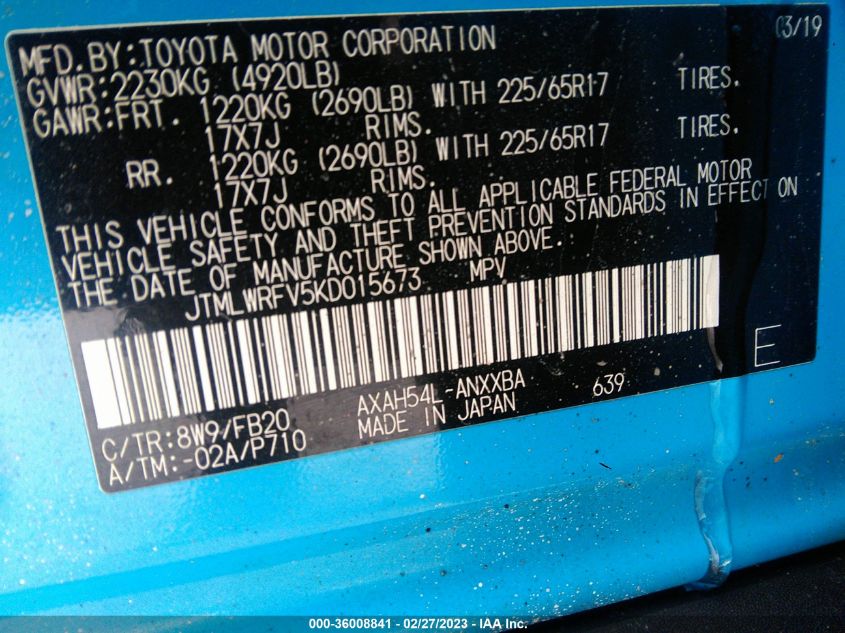 MFD. BY: TOYOTA MOTOR CORPORATION 03/19
GVWR: 2230KG (4920LB)
GAWR: FRT. 1220KG (2690LB) WITH 225/65R17 TIRES.
17X7J RIMS.
RR. 1220KG (2690LB) WITH 225/65R17 TIRES.
17X7J RIMS.
THIS VEHICLE CONFORMS TO ALL APPLICABLE FEDERAL MOTOR
VEHICLE SAFETY AND THEFT PREVENTION STANDARDS IN EFFECT ON
THE DATE OF MANUFACTURE SHOWN ABOVE.
JTMLWRFV5KD015673 MPV
E
C/TR: 8W9/FB20 AXAH54L-ANXXBA 639
A/TM: -02A/P710 MADE IN JAPAN
000-36008841 / 02/27/2023 - IAA Inc.